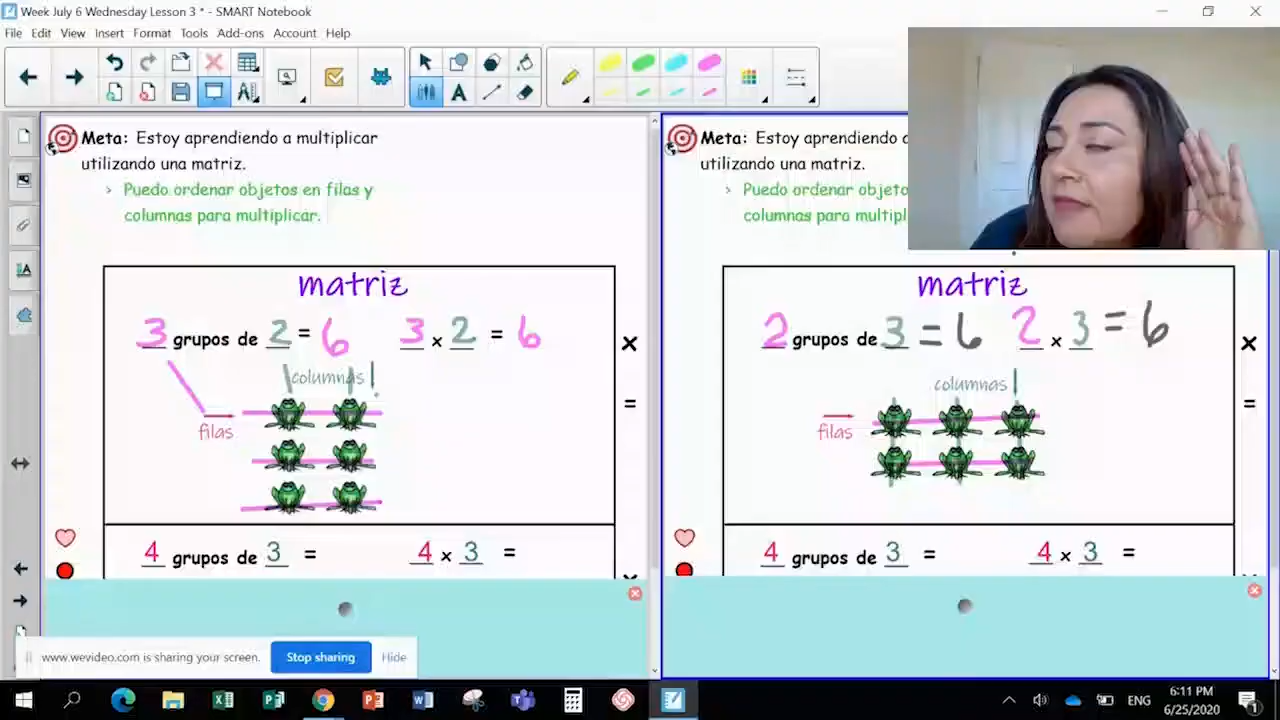 Week July 6 Wednesday Lesson 3 * - SMART Notebook
File Edit View Insert Format Tools Add-ons Account Help
Meta: Estoy aprendiendo a multiplicar
utilizando una matriz.
> Puedo ordenar objetos en filas y
columnas para multiplicar.
matriz
3 grupos de 2 = 6 3 x 2 = 6
columnas
filas
4 grupos de 3 = 4 x 3 =
x
=
Meta: Estoy aprendiendo
utilizando una matriz.
> Puedo ordenar
columnas para
matriz
2 grupos de 3 = 6 2 x 3 = 6
columnas
filas
4 grupos de 3 = 4 x 3 =
x
=
www.wevideo.com is sharing your screen. Stop sharing Hide
ENG
6:11 PM
6/25/2020
1